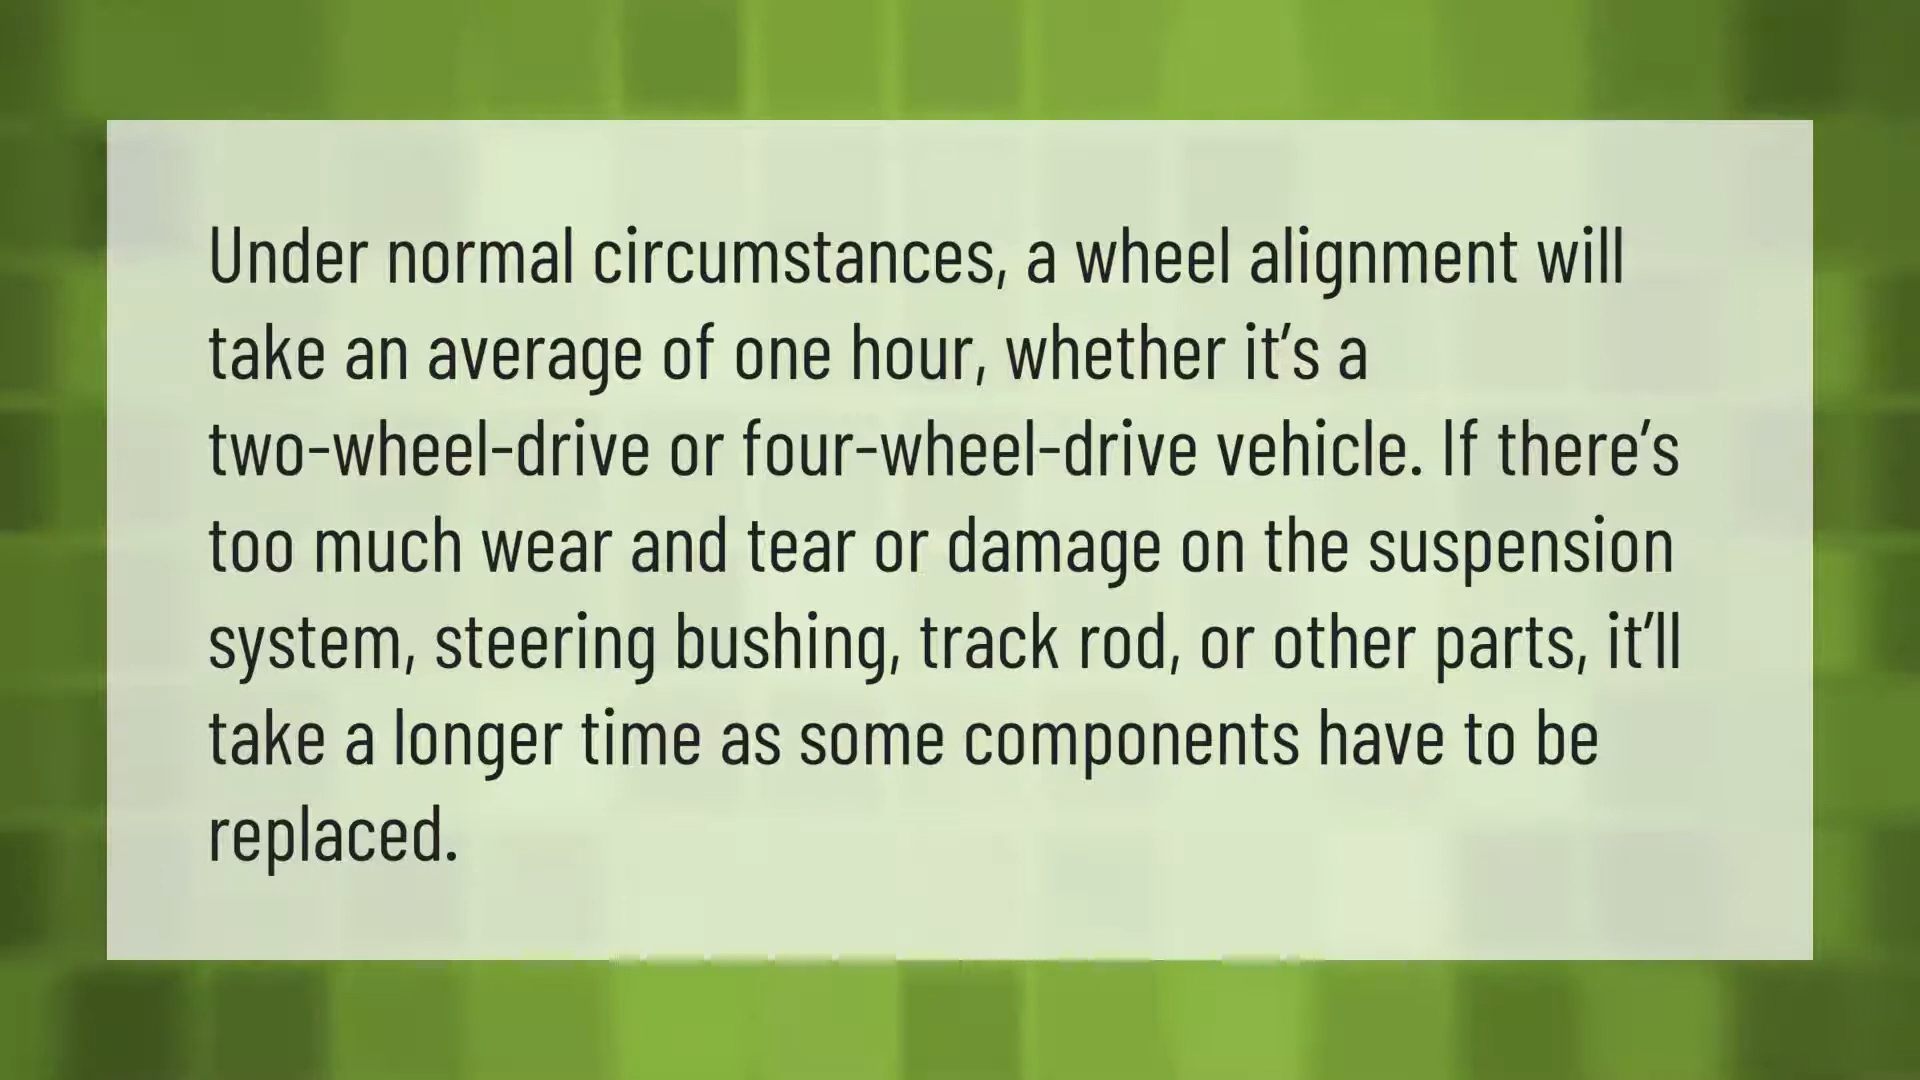 Under normal circumstances, a wheel alignment will
take an average of one hour, whether it’s a
two-wheel-drive or four-wheel-drive vehicle. If there’s
too much wear and tear or damage on the suspension
system, steering bushing, track rod, or other parts, it’ll
take a longer time as some components have to be
replaced.